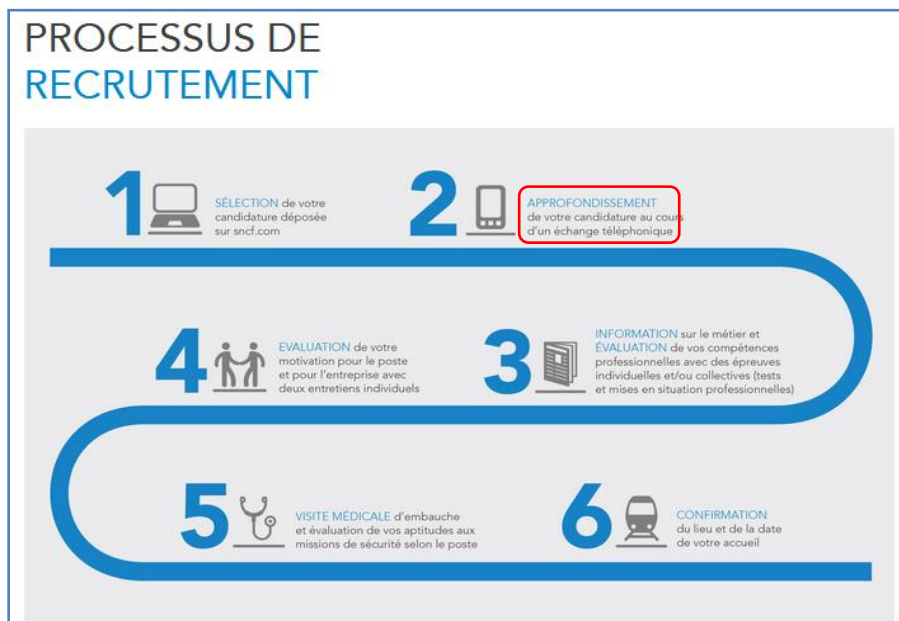 PROCESSUS DE
RECRUTEMENT
1
SÉLECTION de votre
candidature déposée
sur sncf.com
2
APPROFONDISSEMENT
de votre candidature au cours
d'un échange téléphonique
3
INFORMATION sur le métier et
ÉVALUATION de vos compétences
professionnelles avec des épreuves
individuelles et/ou collectives (tests
et mises en situation professionnelles)
4
EVALUATION de votre
motivation pour le poste
et pour l'entreprise avec
deux entretiens individuels
5
VISITE MÉDICALE d'embauche
et évaluation de vos aptitudes aux
missions de sécurité selon le poste
6
CONFIRMATION
du lieu et de la date
de votre accueil